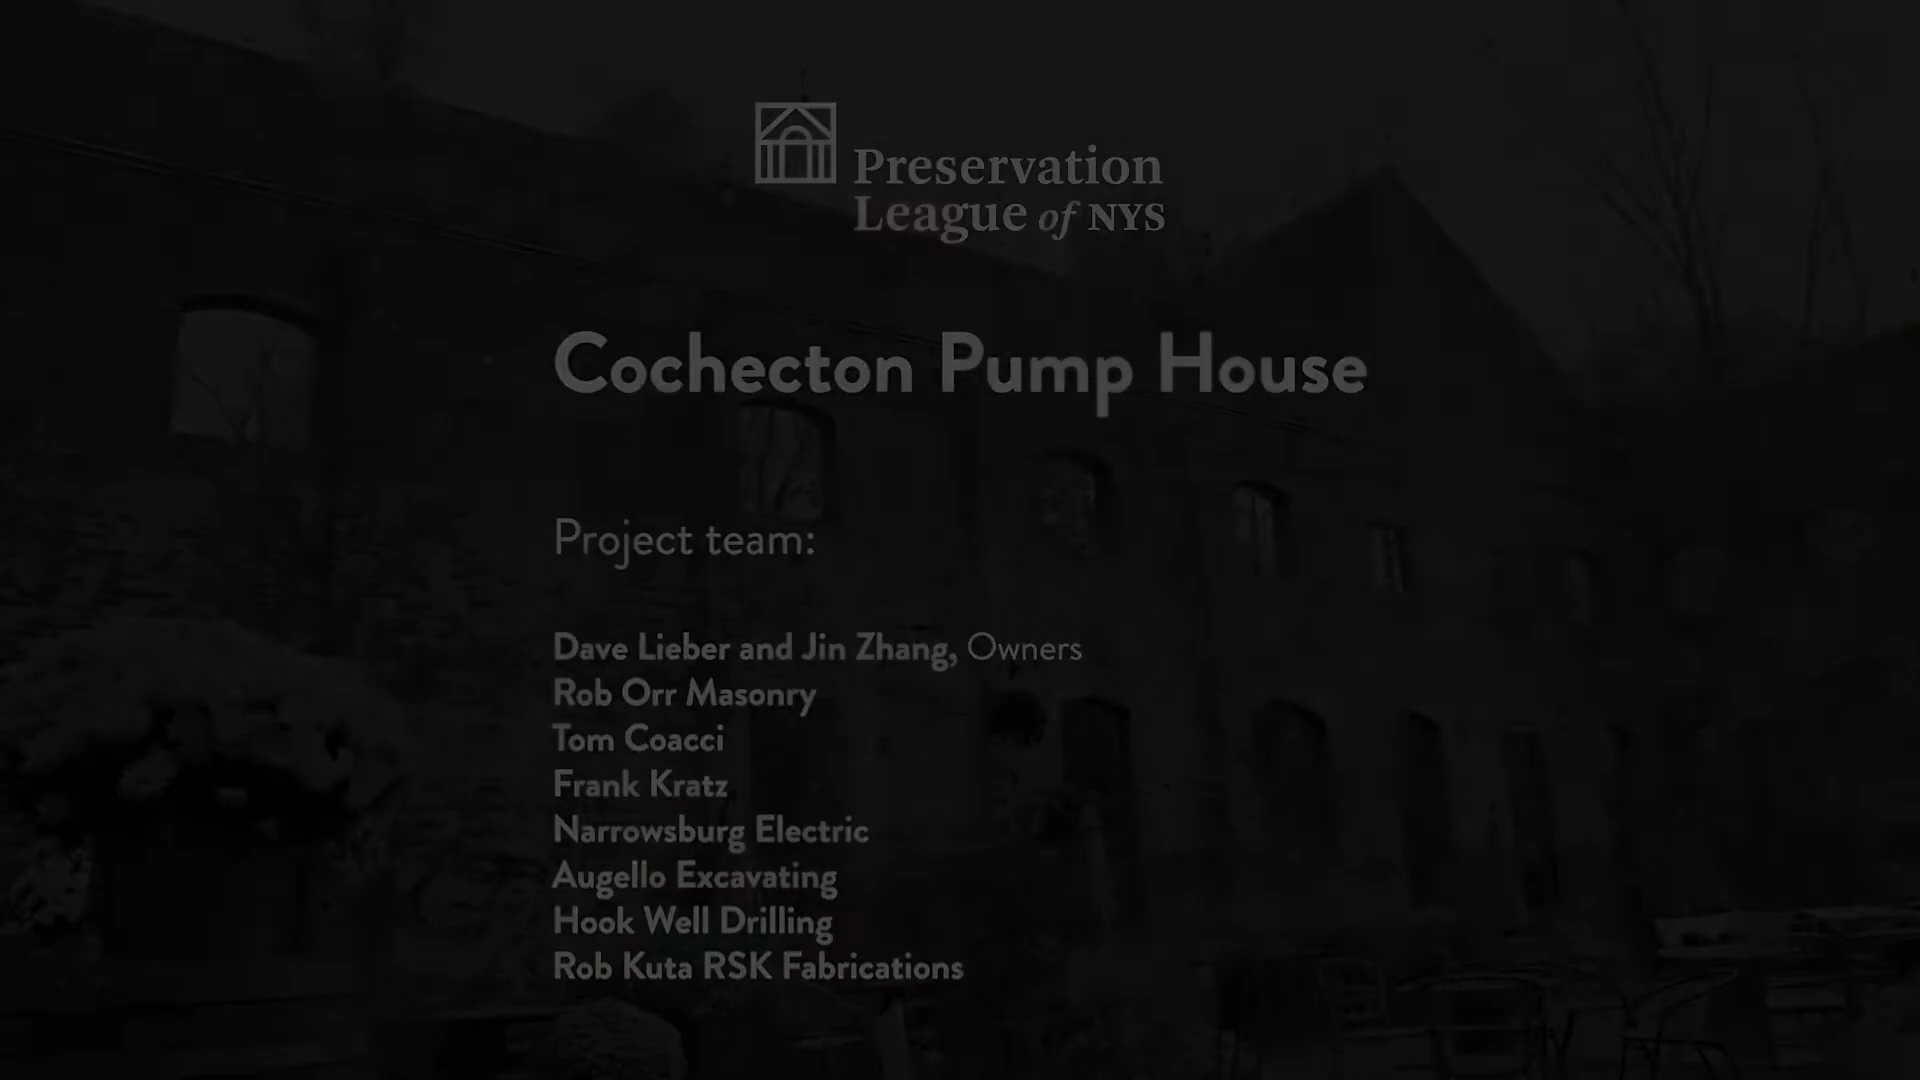 Preservation
League of NYS
Cochecton Pump House
Project team:
Dave Lieber and Jin Zhang, Owners
Rob Orr Masonry
Tom Coacci
Frank Kratz
Narrowsburg Electric
Augello Excavating
Hook Well Drilling
Rob Kuta RSK Fabrications